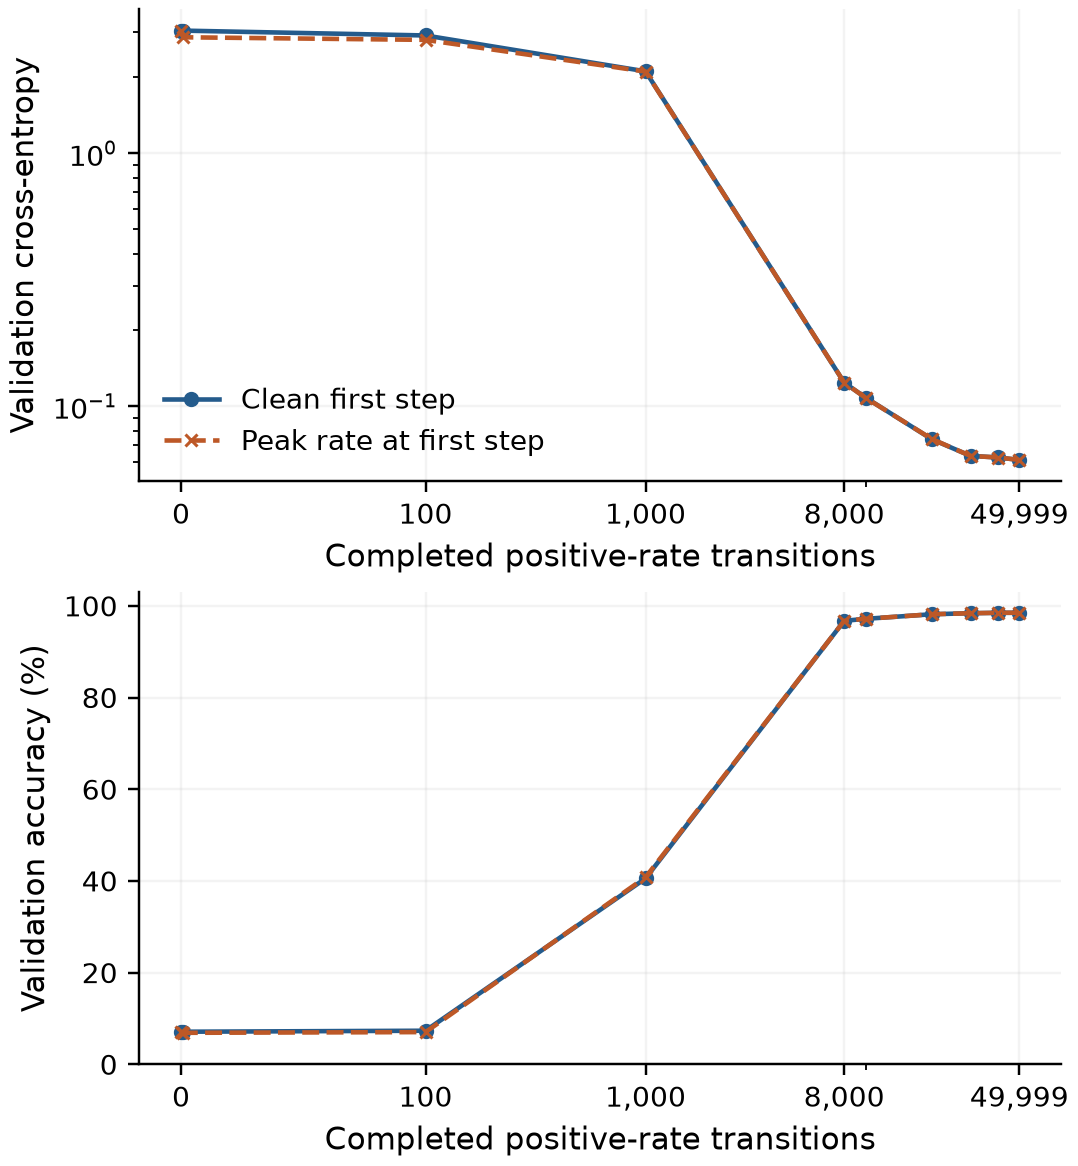 Validation cross-entropy
10⁰
10⁻¹
Clean first step
Peak rate at first step
0 100 1,000 8,000 49,999
Completed positive-rate transitions
Validation accuracy (%)
100
80
60
40
20
0
0 100 1,000 8,000 49,999
Completed positive-rate transitions